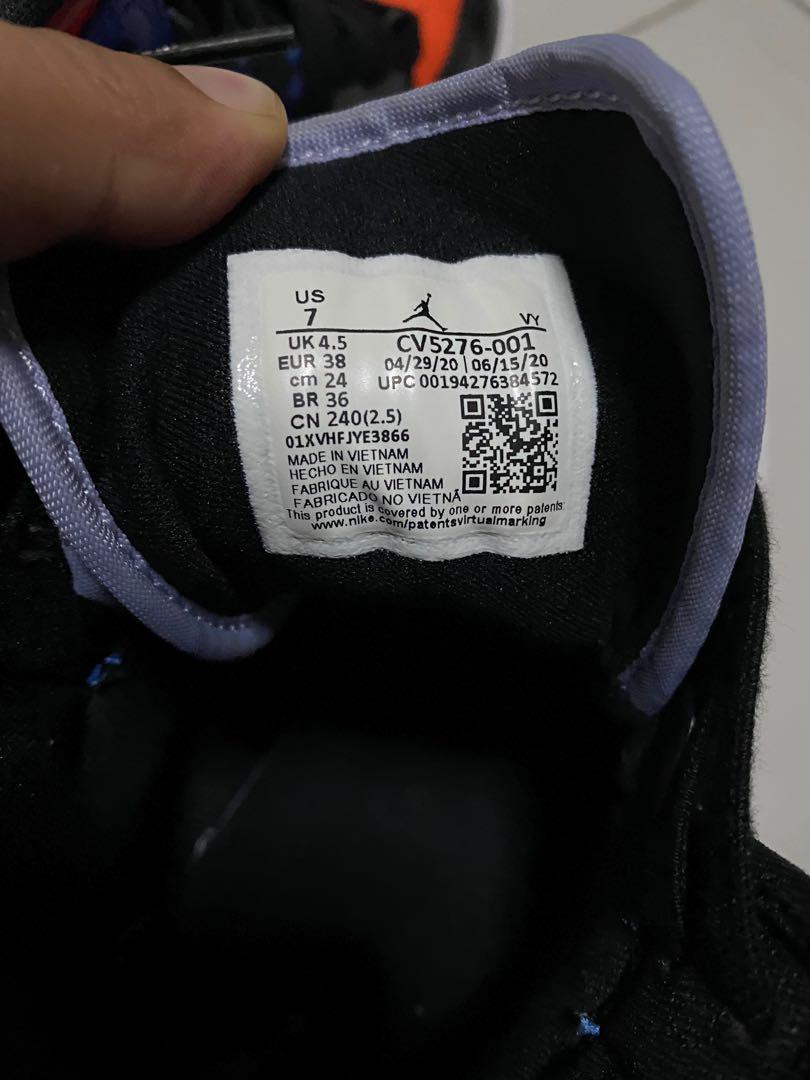 US
7 VY
UK 4.5 CV5276-001
EUR 38 04/29/20 | 06/15/20
cm 24 UPC 00194276384572
BR 36
CN 240(2.5)
01XVHFJYE3866
MADE IN VIETNAM
HECHO EN VIETNAM
FABRIQUE AU VIETNAM
FABRICADO NO VIETNÃ
This product is covered by one or more patents:
www.nike.com/patentsvirtualmarking